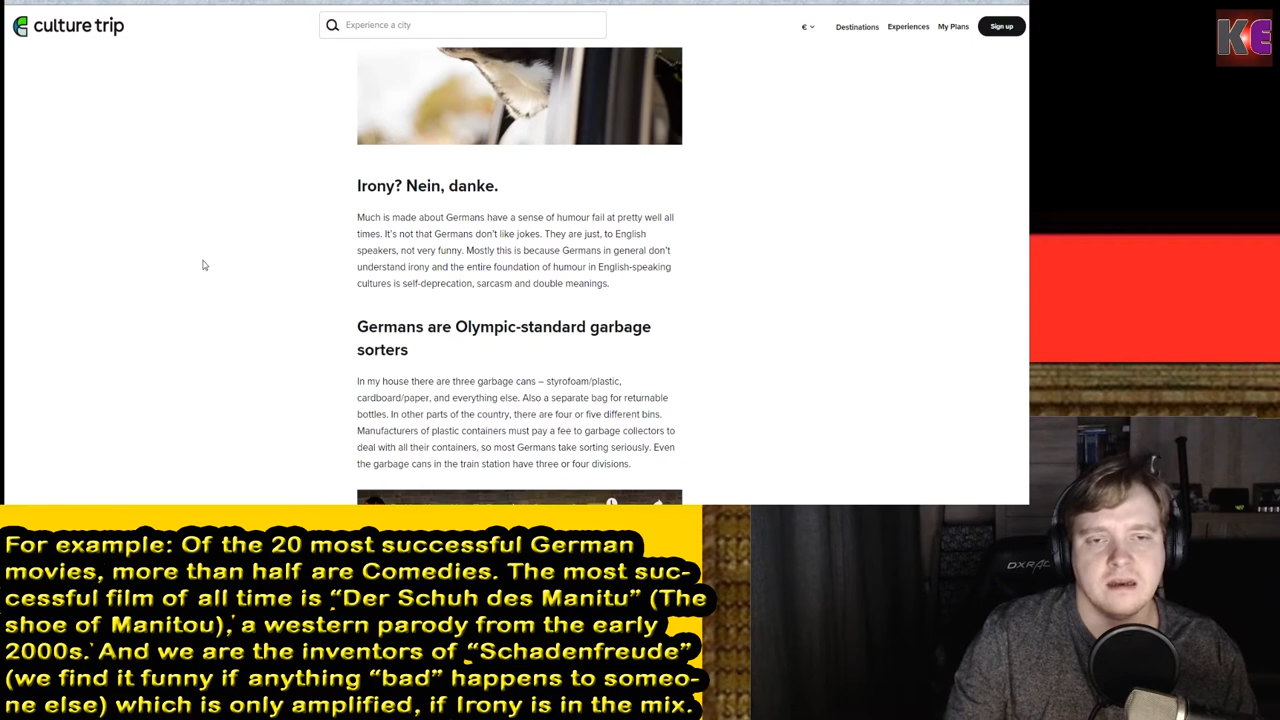 culture trip
Experience a city
€
Destinations
Experiences
My Plans
Sign up
KE
Irony? Nein, danke.
Much is made about Germans have a sense of humour fail at pretty well all
times. It's not that Germans don't like jokes. They are just, to English
speakers, not very funny. Mostly this is because Germans in general don't
understand irony and the entire foundation of humour in English-speaking
cultures is self-deprecation, sarcasm and double meanings.
Germans are Olympic-standard garbage
sorters
In my house there are three garbage cans – styrofoam/plastic,
cardboard/paper, and everything else. Also a separate bag for returnable
bottles. In other parts of the country, there are four or five different bins.
Manufacturers of plastic containers must pay a fee to garbage collectors to
deal with all their containers, so most Germans take sorting seriously. Even
the garbage cans in the train station have three or four divisions.
DXRAC
For example: Of the 20 most successful German
movies, more than half are Comedies. The most suc-
cessful film of all time is “Der Schuh des Manitu” (The
shoe of Manitou), a western parody from the early
2000s. And we are the inventors of “Schadenfreude”
(we find it funny if anything “bad” happens to someo-
ne else) which is only amplified, if Irony is in the mix.